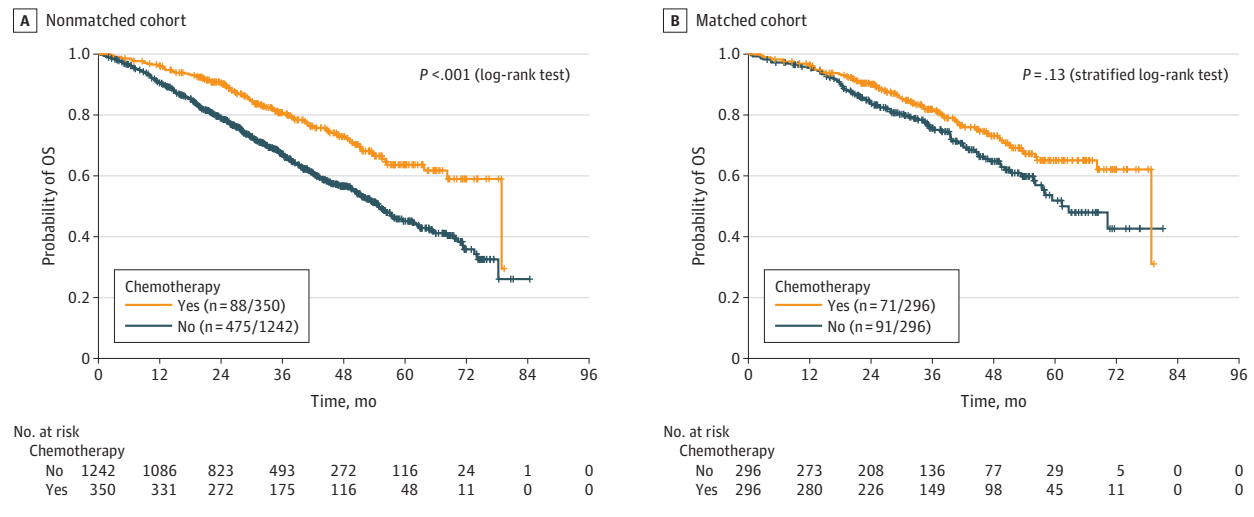 A Nonmatched cohort
1.0
0.8
0.6
0.4
0.2
0
Probability of OS
P <.001 (log-rank test)
Chemotherapy
Yes (n=88/350)
No (n=475/1242)
0 12 24 36 48 60 72 84 96
Time, mo
No. at risk
Chemotherapy
No 1242 1086 823 493 272 116 24 1 0
Yes 350 331 272 175 116 48 11 0 0
B Matched cohort
1.0
0.8
0.6
0.4
0.2
0
Probability of OS
P = .13 (stratified log-rank test)
Chemotherapy
Yes (n=71/296)
No (n=91/296)
0 12 24 36 48 60 72 84 96
Time, mo
No. at risk
Chemotherapy
No 296 273 208 136 77 29 5 0 0
Yes 296 280 226 149 98 45 11 0 0